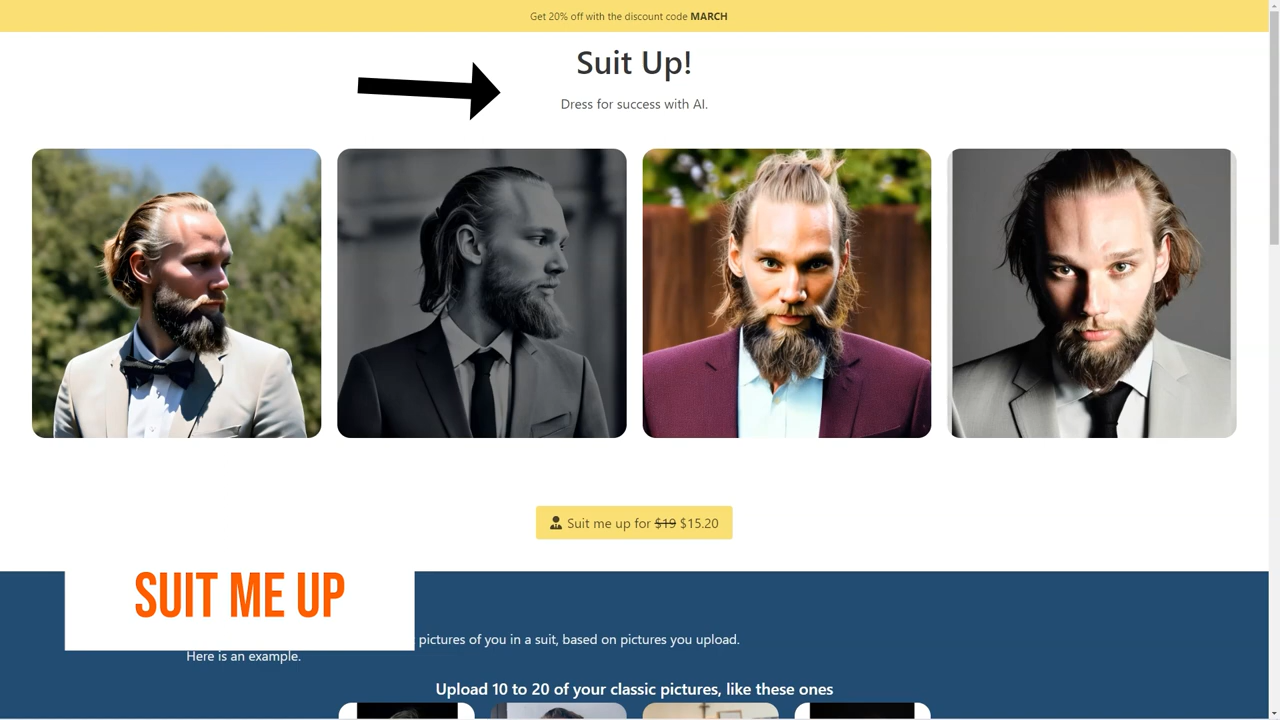 Get 20% off with the discount code MARCH
Suit Up!
Dress for success with AI.
Suit me up for $19 $15.20
SUIT ME UP
pictures of you in a suit, based on pictures you upload.
Here is an example.
Upload 10 to 20 of your classic pictures, like these ones